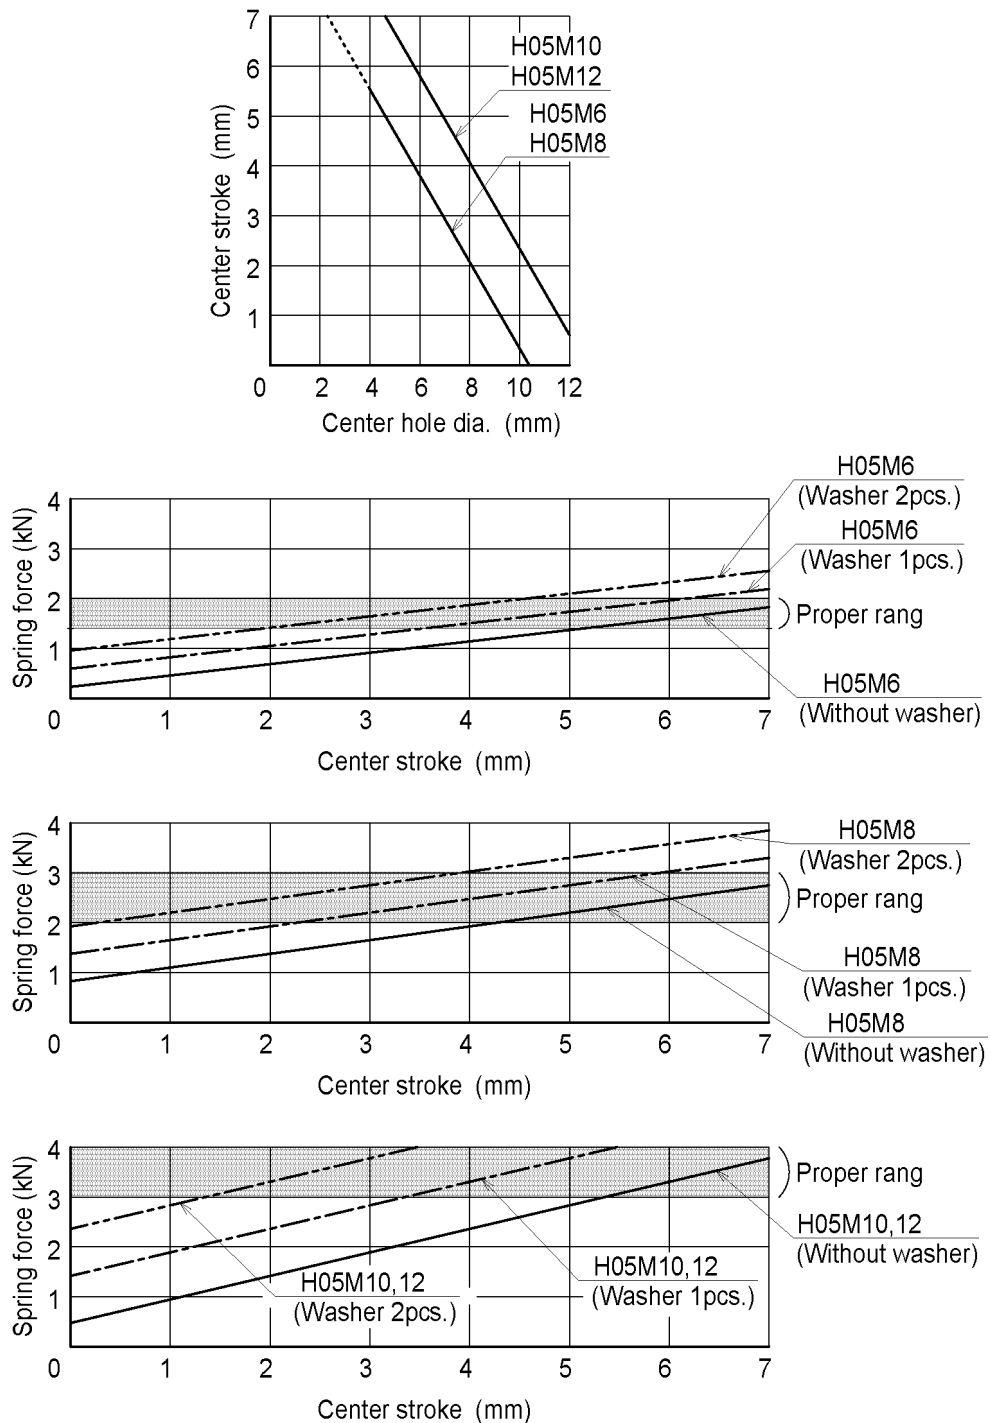 7
6
5
4
3
2
1
0
2
4
6
8
10
12
Center stroke (mm)
Center hole dia. (mm)
H05M10
H05M12
H05M6
H05M8
4
3
2
1
0
1
2
3
4
5
6
7
Spring force (kN)
Center stroke (mm)
H05M6
(Washer 2pcs.)
H05M6
(Washer 1pcs.)
Proper rang
H05M6
(Without washer)
4
3
2
1
0
1
2
3
4
5
6
7
Spring force (kN)
Center stroke (mm)
H05M8
(Washer 2pcs.)
Proper rang
H05M8
(Washer 1pcs.)
H05M8
(Without washer)
4
3
2
1
0
1
2
3
4
5
6
7
Spring force (kN)
Center stroke (mm)
Proper rang
H05M10,12
(Without washer)
H05M10,12
(Washer 2pcs.)
H05M10,12
(Washer 1pcs.)